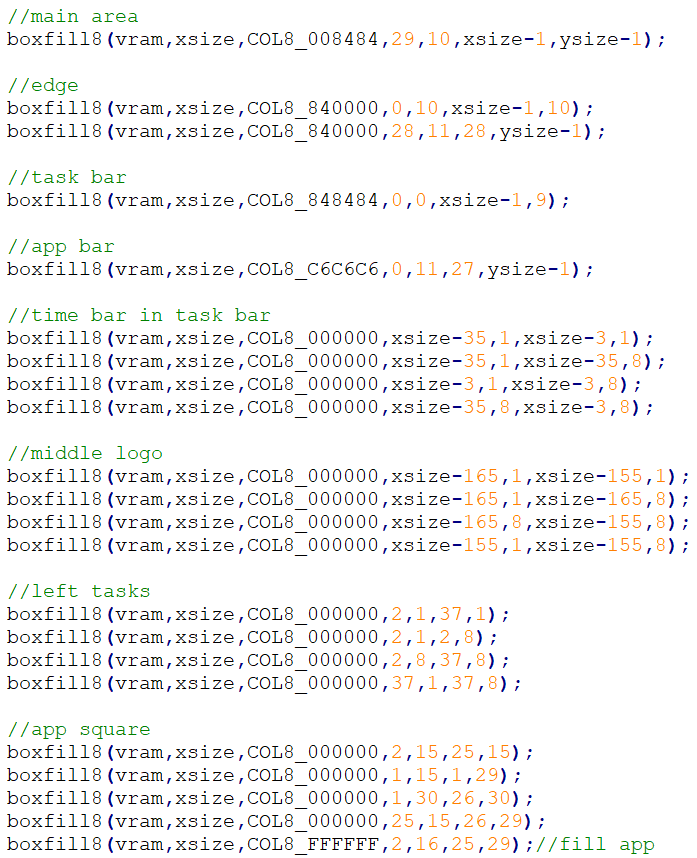 //main area
boxfill8(vram,xsize,COL8_008484,29,10,xsize-1,ysize-1);
//edge
boxfill8(vram,xsize,COL8_840000,0,10,xsize-1,10);
boxfill8(vram,xsize,COL8_840000,28,11,28,ysize-1);
//task bar
boxfill8(vram,xsize,COL8_848484,0,0,xsize-1,9);
//app bar
boxfill8(vram,xsize,COL8_C6C6C6,0,11,27,ysize-1);
//time bar in task bar
boxfill8(vram,xsize,COL8_000000,xsize-35,1,xsize-3,1);
boxfill8(vram,xsize,COL8_000000,xsize-35,1,xsize-35,8);
boxfill8(vram,xsize,COL8_000000,xsize-3,1,xsize-3,8);
boxfill8(vram,xsize,COL8_000000,xsize-35,8,xsize-3,8);
//middle logo
boxfill8(vram,xsize,COL8_000000,xsize-165,1,xsize-155,1);
boxfill8(vram,xsize,COL8_000000,xsize-165,1,xsize-165,8);
boxfill8(vram,xsize,COL8_000000,xsize-165,8,xsize-155,8);
boxfill8(vram,xsize,COL8_000000,xsize-155,1,xsize-155,8);
//left tasks
boxfill8(vram,xsize,COL8_000000,2,1,37,1);
boxfill8(vram,xsize,COL8_000000,2,1,2,8);
boxfill8(vram,xsize,COL8_000000,2,8,37,8);
boxfill8(vram,xsize,COL8_000000,37,1,37,8);
//app square
boxfill8(vram,xsize,COL8_000000,2,15,25,15);
boxfill8(vram,xsize,COL8_000000,1,15,1,29);
boxfill8(vram,xsize,COL8_000000,1,30,26,30);
boxfill8(vram,xsize,COL8_000000,25,15,26,29);
boxfill8(vram,xsize,COL8_FFFFFF,2,16,25,29);//fill app